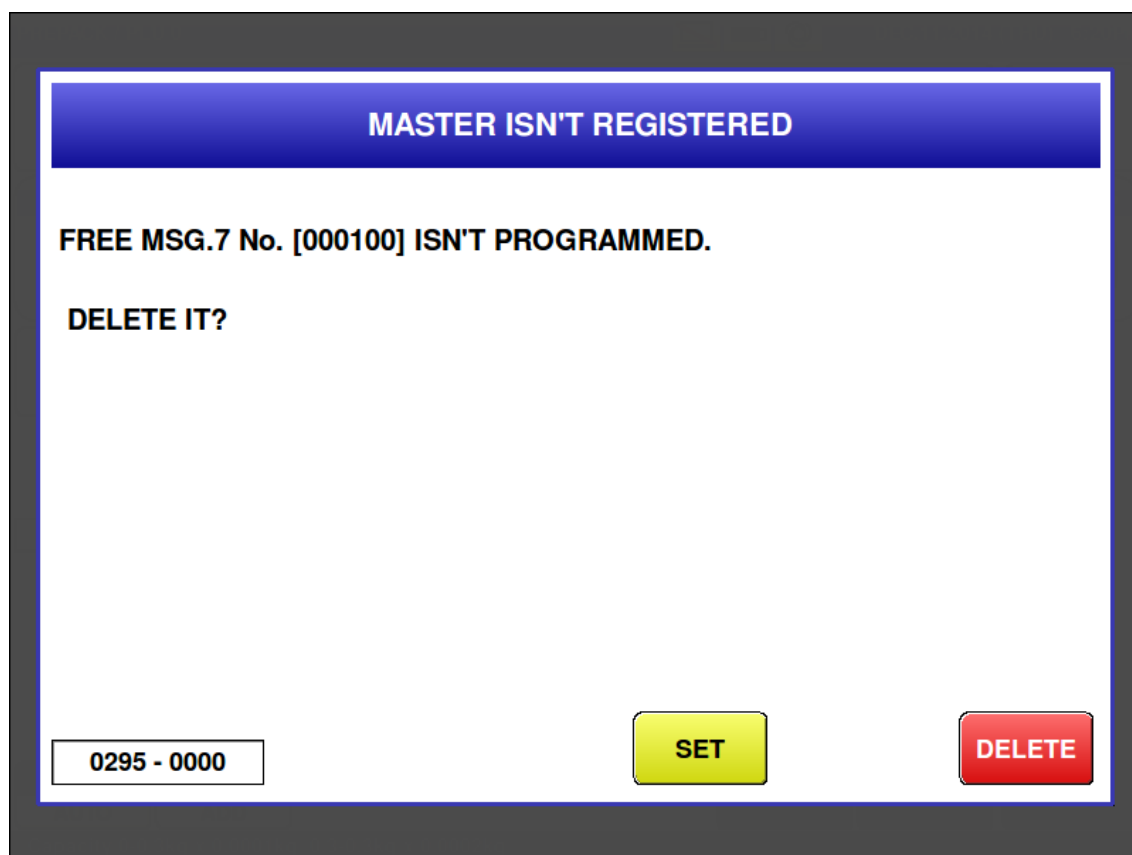 MASTER ISN'T REGISTERED
FREE MSG.7 No. [000100] ISN'T PROGRAMMED.
DELETE IT?
0295 - 0000
SET
DELETE